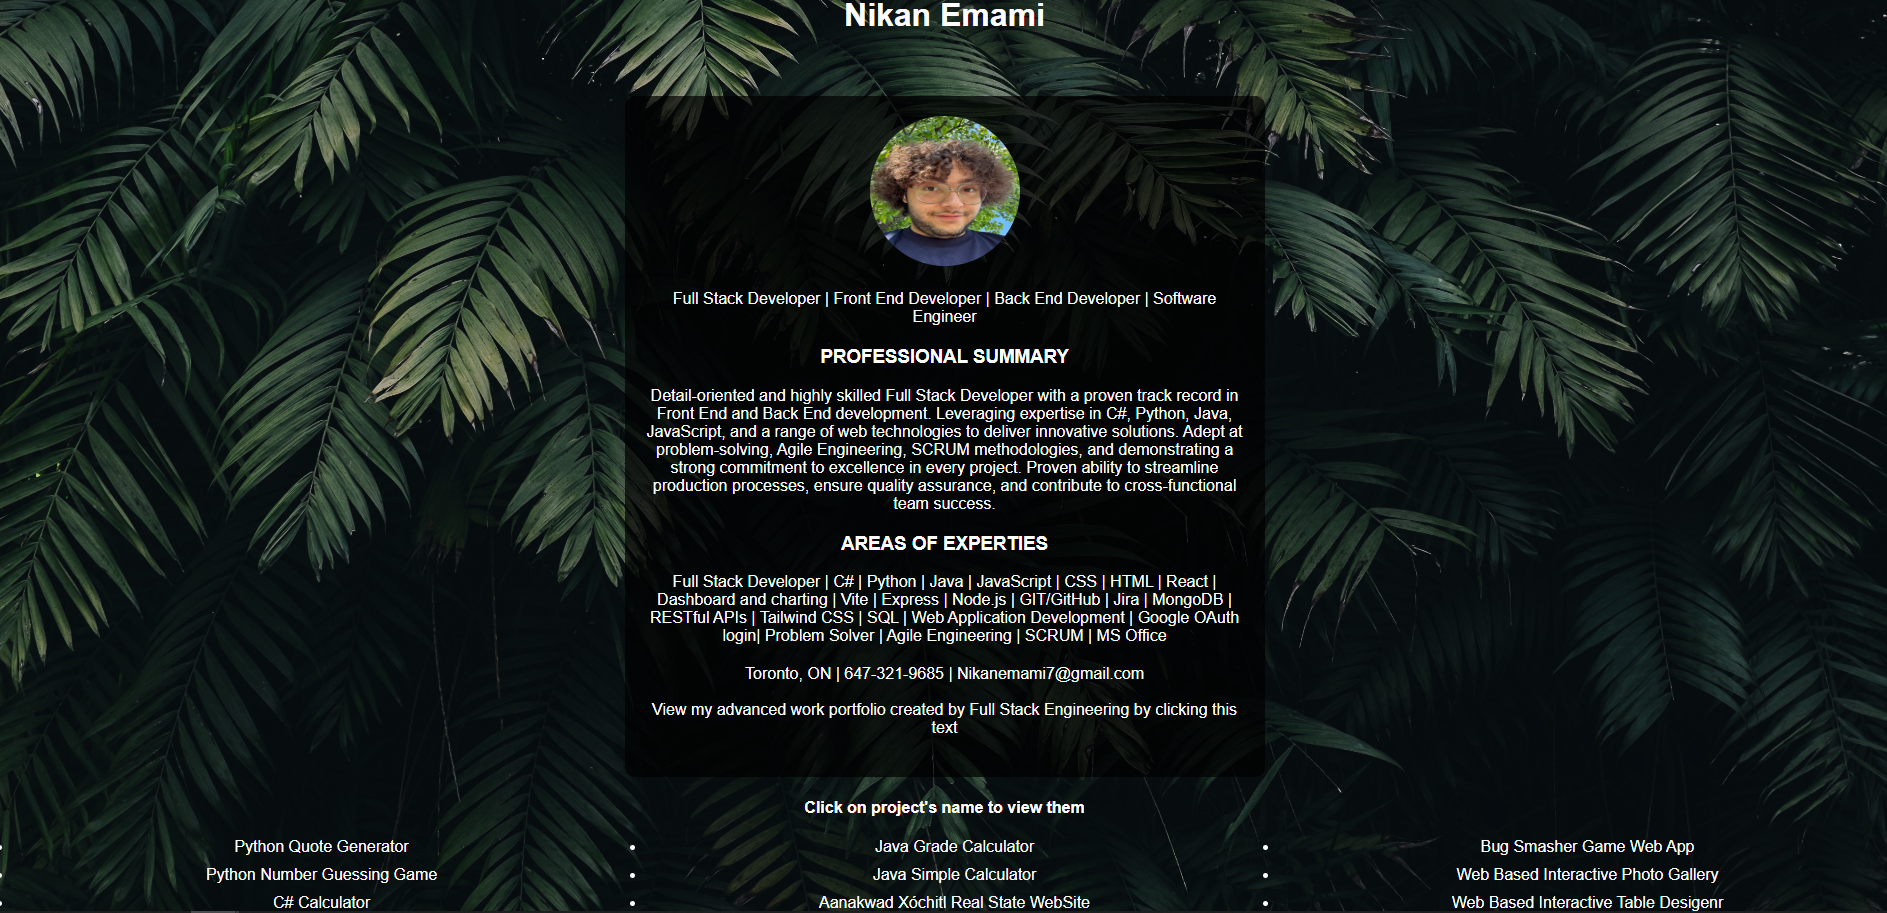 Nikan Emami
Full Stack Developer | Front End Developer | Back End Developer | Software
Engineer
PROFESSIONAL SUMMARY
Detail-oriented and highly skilled Full Stack Developer with a proven track record in
Front End and Back End development. Leveraging expertise in C#, Python, Java,
JavaScript, and a range of web technologies to deliver innovative solutions. Adept at
problem-solving, Agile Engineering, SCRUM methodologies, and demonstrating a
strong commitment to excellence in every project. Proven ability to streamline
production processes, ensure quality assurance, and contribute to cross-functional
team success.
AREAS OF EXPERTIES
Full Stack Developer | C# | Python | Java | JavaScript | CSS | HTML | React |
Dashboard and charting | Vite | Express | Node.js | GIT/GitHub | Jira | MongoDB |
RESTful APIs | Tailwind CSS | SQL | Web Application Development | Google OAuth
login| Problem Solver | Agile Engineering | SCRUM | MS Office
Toronto, ON | 647-321-9685 | Nikanemami7@gmail.com
View my advanced work portfolio created by Full Stack Engineering by clicking this
text
Click on project's name to view them
Python Quote Generator
Python Number Guessing Game
C# Calculator
• Java Grade Calculator
• Java Simple Calculator
• Aanakwad Xóchitl Real State WebSite
• Bug Smasher Game Web App
• Web Based Interactive Photo Gallery
• Web Based Interactive Table Desigenr